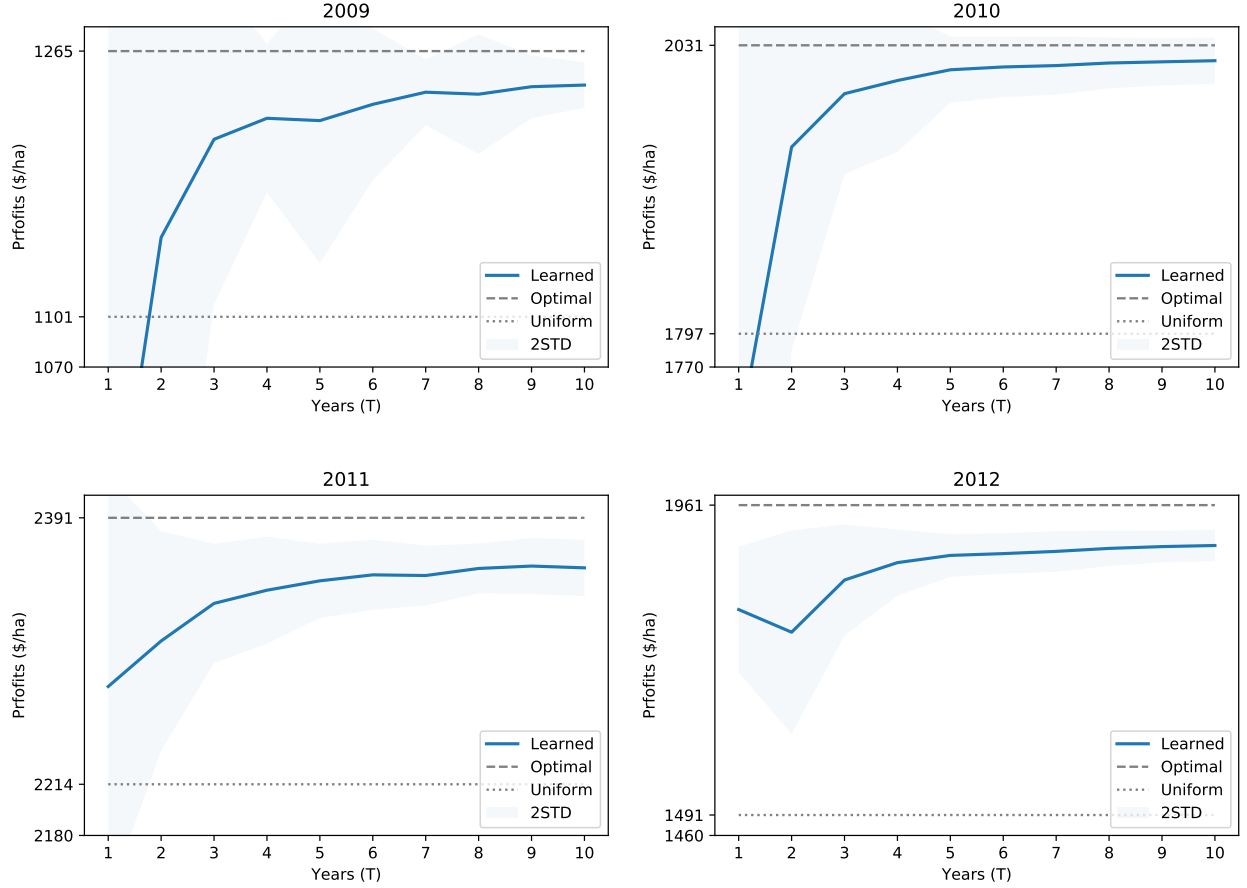 2009
1265
1101
1070
Prfofits ($/ha)
Learned
Optimal
Uniform
2STD
1 2 3 4 5 6 7 8 9 10
Years (T)
2010
2031
1797
1770
Prfofits ($/ha)
Learned
Optimal
Uniform
2STD
1 2 3 4 5 6 7 8 9 10
Years (T)
2011
2391
2214
2180
Prfofits ($/ha)
Learned
Optimal
Uniform
2STD
1 2 3 4 5 6 7 8 9 10
Years (T)
2012
1961
1491
1460
Prfofits ($/ha)
Learned
Optimal
Uniform
2STD
1 2 3 4 5 6 7 8 9 10
Years (T)